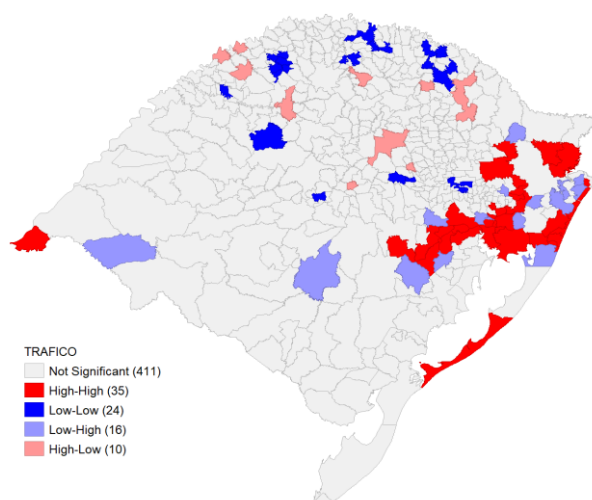 TRAFICO
Not Significant (411)
High-High (35)
Low-Low (24)
Low-High (16)
High-Low (10)